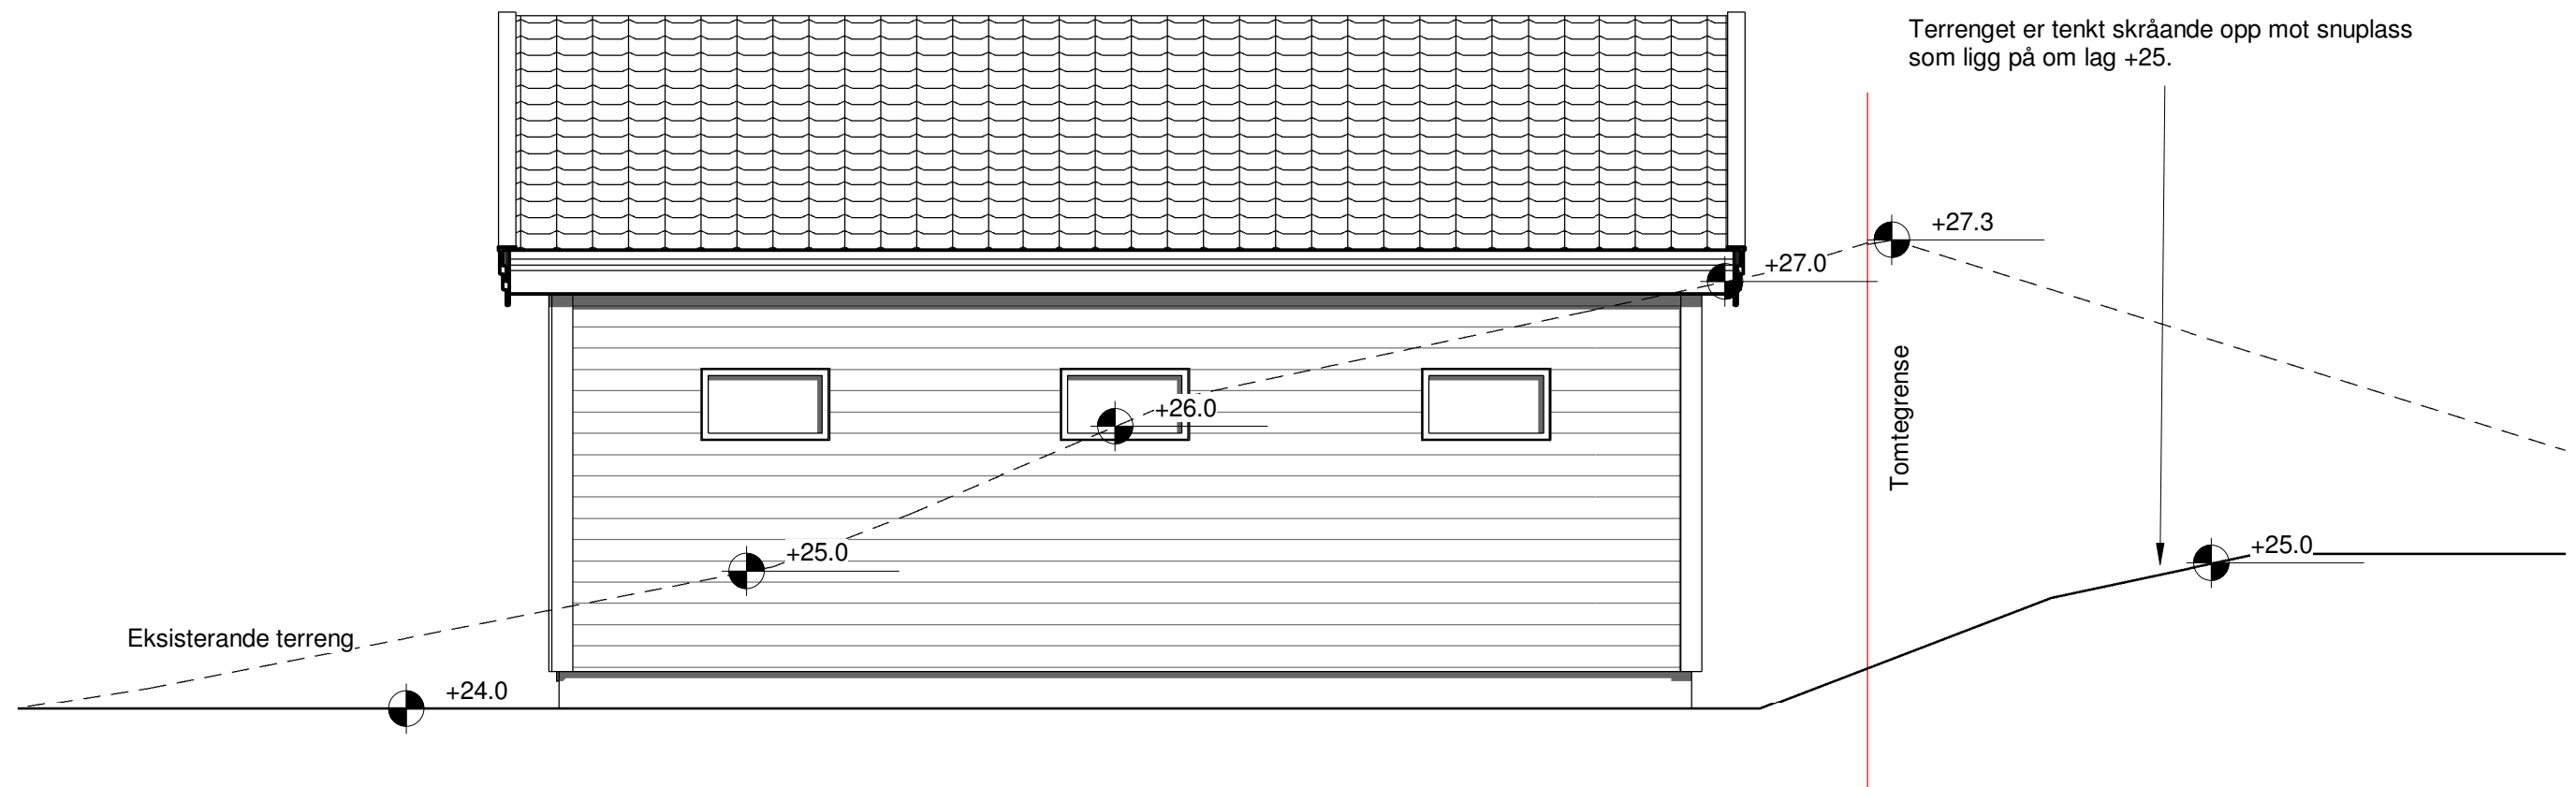 Terrenget er tenkt skråande opp mot snuplass
som ligg på om lag +25.
+27.3
+27.0
Tomtegrense
+26.0
+25.0
+25.0
Eksisterande terreng
+24.0